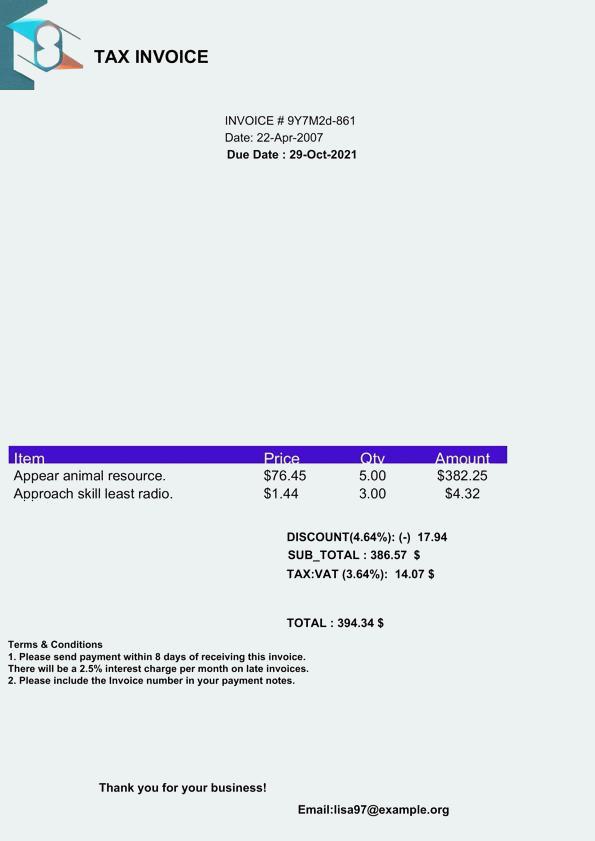 TAX INVOICE
INVOICE # 9Y7M2d-861
Date: 22-Apr-2007
Due Date : 29-Oct-2021
Item Price Qty Amount
Appear animal resource. $76.45 5.00 $382.25
Approach skill least radio. $1.44 3.00 $4.32
DISCOUNT(4.64%): (-) 17.94
SUB_TOTAL : 386.57 $
TAX:VAT (3.64%): 14.07 $
TOTAL : 394.34 $
Terms & Conditions
1. Please send payment within 8 days of receiving this invoice.
There will be a 2.5% interest charge per month on late invoices.
2. Please include the Invoice number in your payment notes.
Thank you for your business!
Email:lisa97@example.org